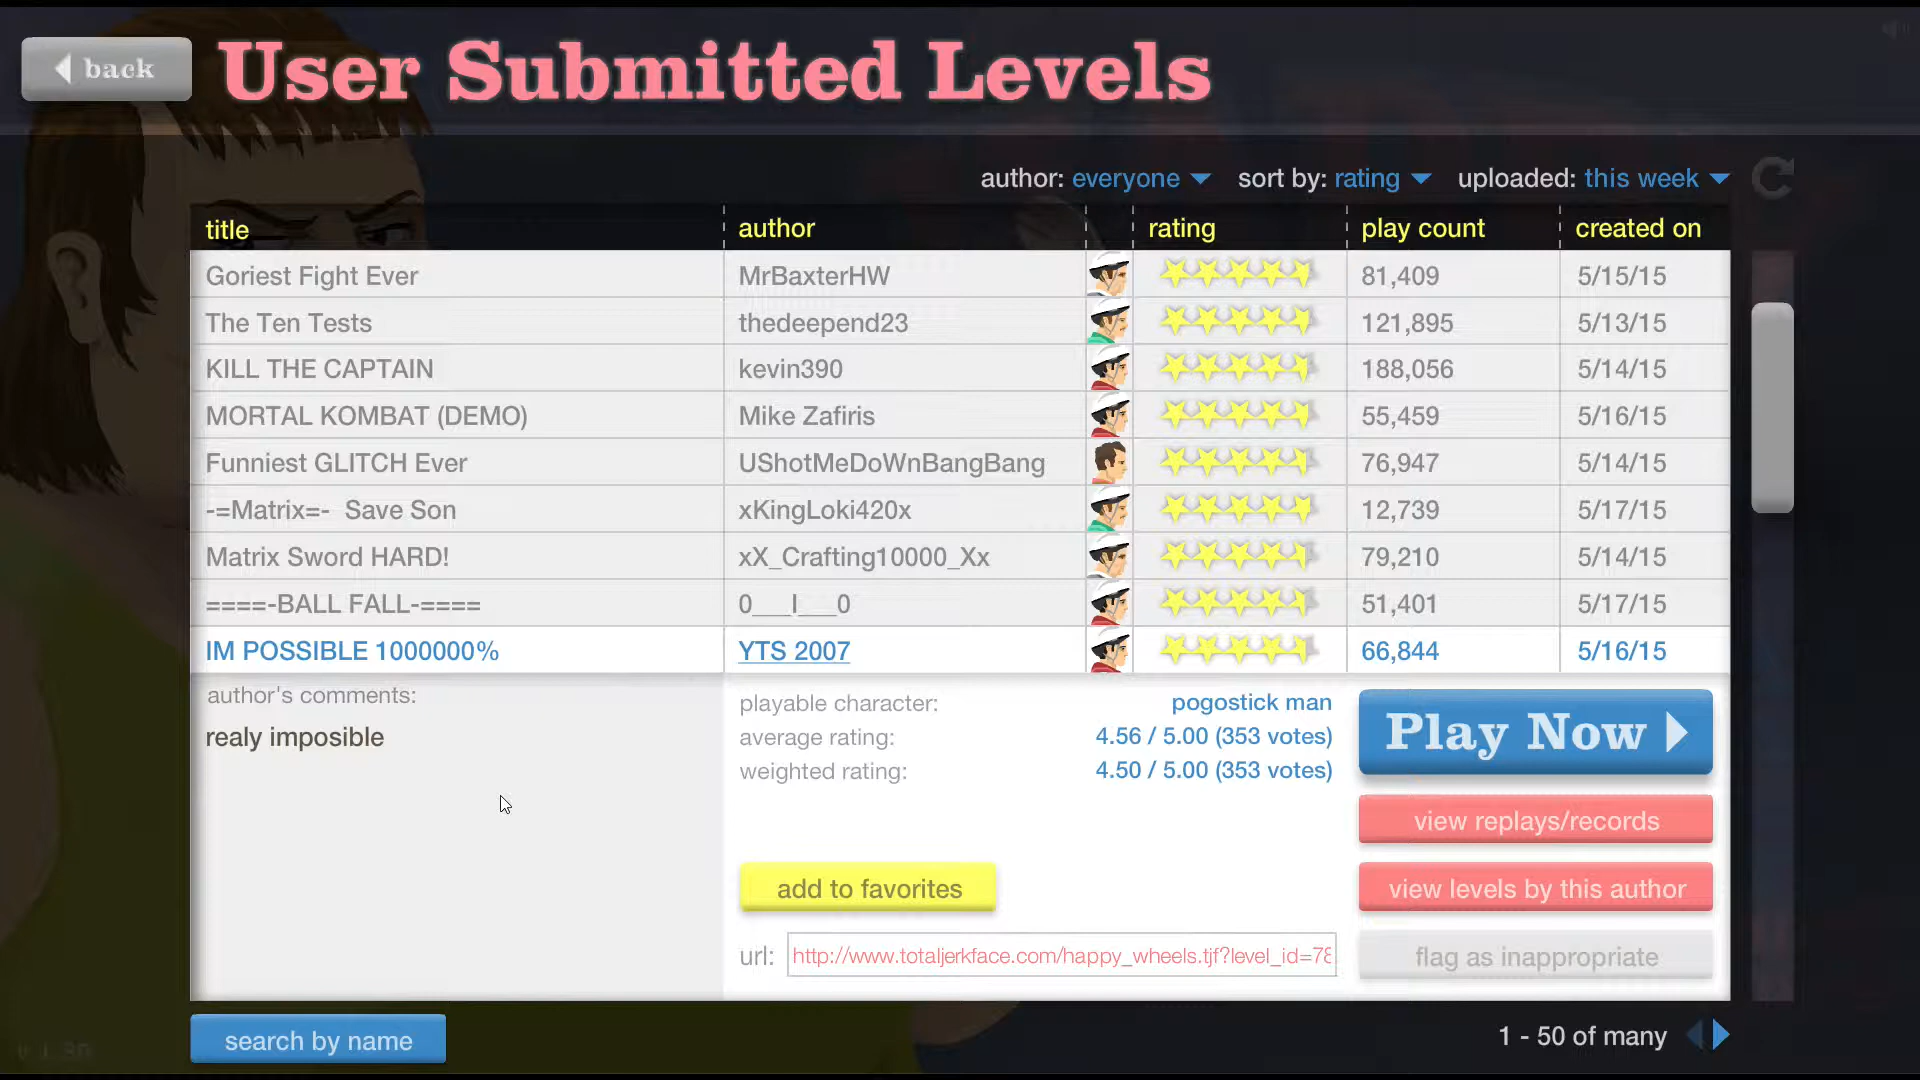 back
User Submitted Levels
author: everyone sort by: rating uploaded: this week
title author rating play count created on
Goriest Fight Ever MrBaxterHW 81,409 5/15/15
The Ten Tests thedeepend23 121,895 5/13/15
KILL THE CAPTAIN kevin390 188,056 5/14/15
MORTAL KOMBAT (DEMO) Mike Zafiris 55,459 5/16/15
Funniest GLITCH Ever UShotMeDoWnBangBang 76,947 5/14/15
-=Matrix=- Save Son xKingLoki420x 12,739 5/17/15
Matrix Sword HARD! xX_Crafting10000_Xx 79,210 5/14/15
====-BALL FALL-==== 0___I___0 51,401 5/17/15
IM POSSIBLE 1000000% YTS 2007 66,844 5/16/15
author's comments:
realy imposible
playable character: pogostick man
average rating: 4.56 / 5.00 (353 votes)
weighted rating: 4.50 / 5.00 (353 votes)
Play Now
view replays/records
add to favorites
view levels by this author
url: http://www.totaljerkface.com/happy_wheels.tjf?level_id=78
flag as inappropriate
search by name
1 - 50 of many